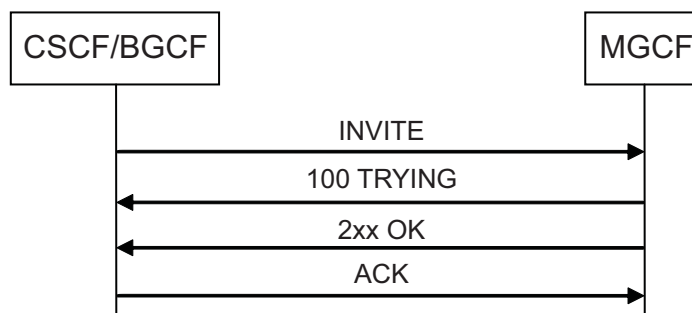 CSCF/BGCF
MGCF
INVITE
100 TRYING
2xx OK
ACK